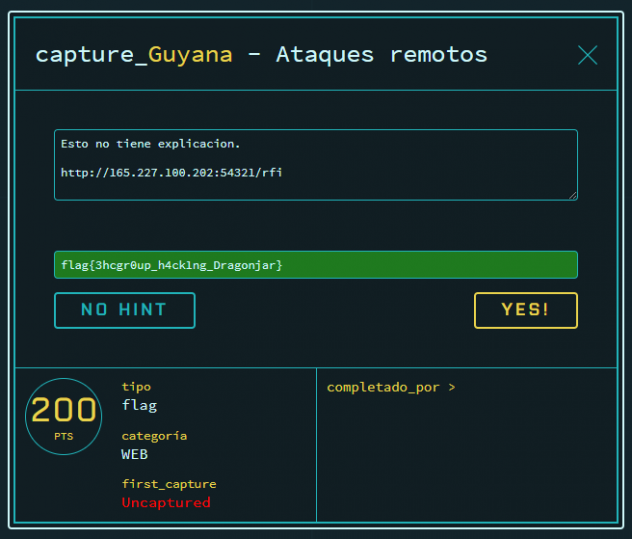 capture_Guyana - Ataques remotos
Esto no tiene explicacion.
http://165.227.100.202:54321/rfi
flag{3hcgr0up_h4ck1ng_Dragonjar}
NO HINT
YES!
200
PTS
tipo
flag
categoría
WEB
first_capture
Uncaptured
completado_por >